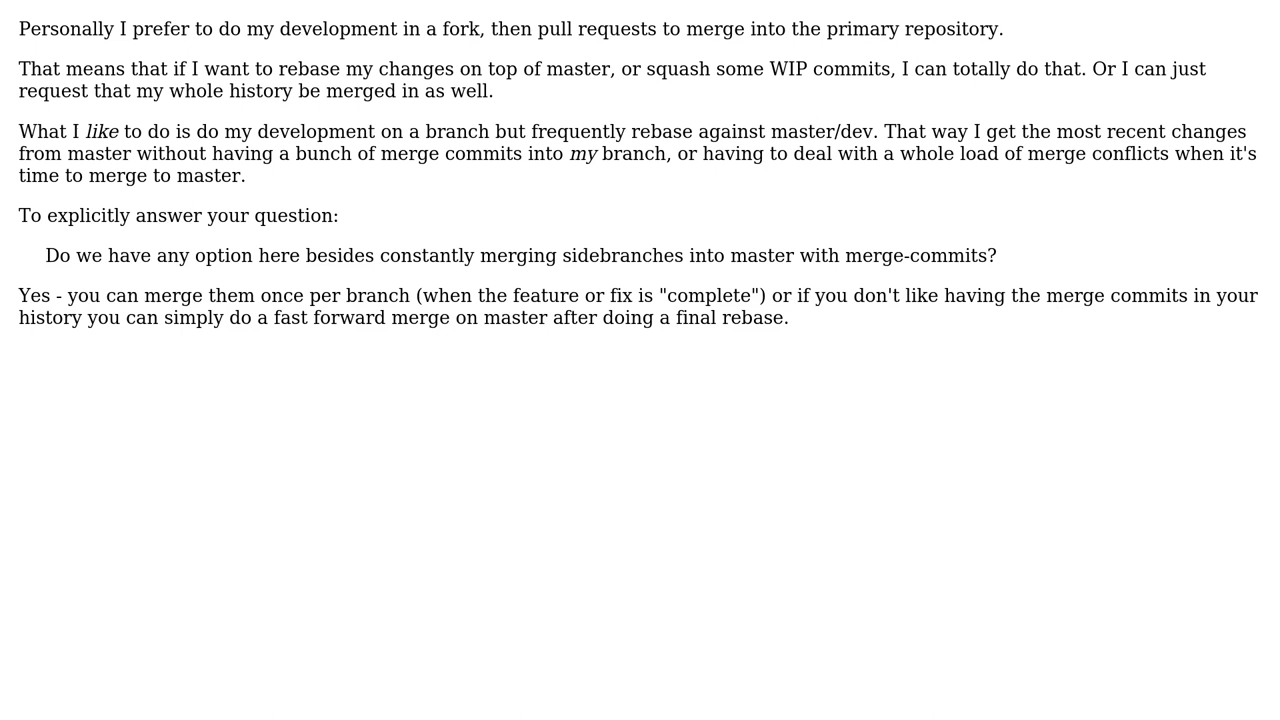 Personally I prefer to do my development in a fork, then pull requests to merge into the primary repository.
That means that if I want to rebase my changes on top of master, or squash some WIP commits, I can totally do that. Or I can just
request that my whole history be merged in as well.
What I like to do is do my development on a branch but frequently rebase against master/dev. That way I get the most recent changes
from master without having a bunch of merge commits into my branch, or having to deal with a whole load of merge conflicts when it's
time to merge to master.
To explicitly answer your question:
Do we have any option here besides constantly merging sidebranches into master with merge-commits?
Yes - you can merge them once per branch (when the feature or fix is "complete") or if you don't like having the merge commits in your
history you can simply do a fast forward merge on master after doing a final rebase.